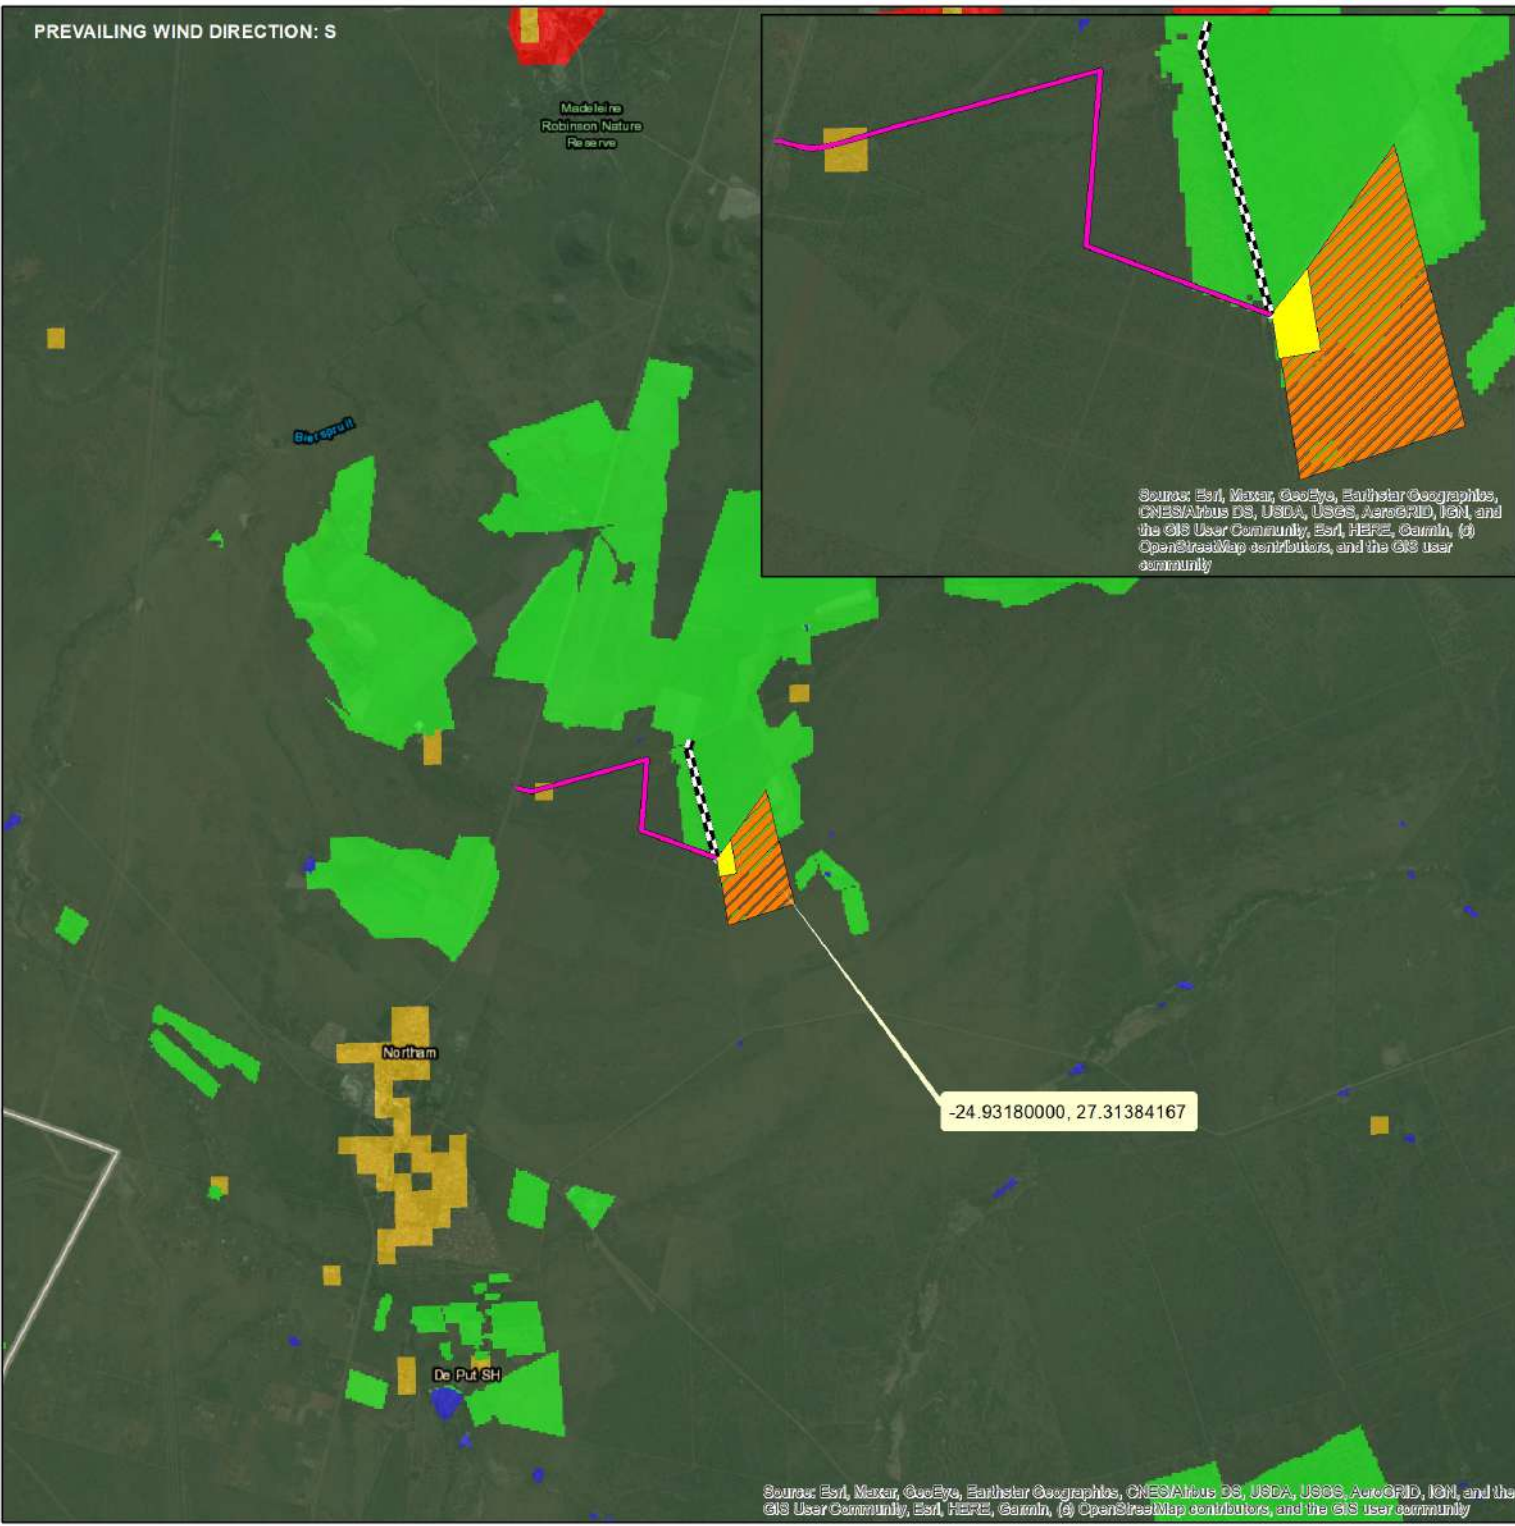 PREVAILING WIND DIRECTION: S
Madeleine
Robinson Nature
Reserve
Bierspruit
Source: Esri, Maxar, GeoEye, Earthstar Geographics,
CNES/Airbus DS, USDA, USGS, AeroGRID, IGN, and
the GIS User Community, Esri, HERE, Garmin, (c)
OpenStreetMap contributors, and the GIS user
community
Northam
-24.93180000, 27.31384167
De Put SH
Source: Esri, Maxar, GeoEye, Earthstar Geographics, CNES/Airbus DS, USDA, USGS, AeroGRID, IGN, and the
GIS User Community, Esri, HERE, Garmin, (c) OpenStreetMap contributors, and the GIS user community